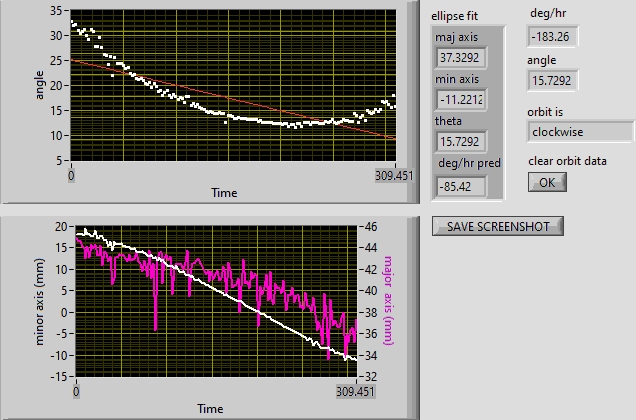 35
30
25
20
15
10
5
angle
0
309.451
Time
ellipse fit
maj axis
37.3292
min axis
-11.2212
theta
15.7292
deg/hr pred
-85.42
deg/hr
-183.26
angle
15.7292
orbit is
clockwise
clear orbit data
OK
SAVE SCREENSHOT
20
15
10
5
0
-5
-10
-15
minor axis (mm)
46
44
42
40
38
36
34
32
major axis (mm)
0
309.451
Time